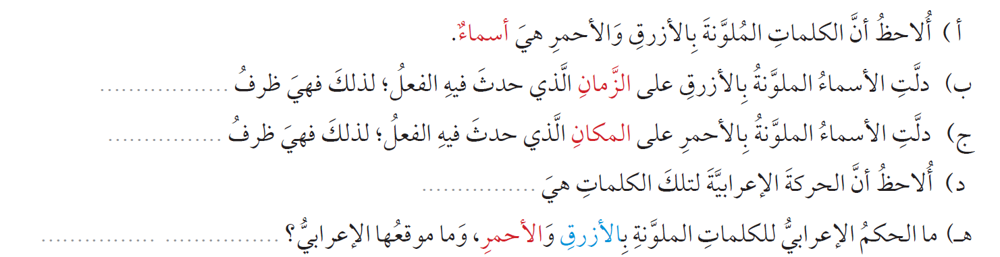 أ ) أُلاحظُ أنَّ الكلماتِ المُلوَّنةَ بِالأزرقِ وَالأحمرِ هيَ أسماءٌ.
ب) دلَّتِ الأسماءُ الملوَّنةُ بِالأزرقِ على الزَّمانِ الَّذي حدثَ فيهِ الفعلُ؛ لذلكَ فهيَ ظرفُ ..................
ج) دلَّتِ الأسماءُ الملوَّنةُ بِالأحمرِ على المكانِ الَّذي حدثَ فيهِ الفعلُ؛ لذلكَ فهيَ ظرفُ ................
د) أُلاحظُ أنَّ الحركةَ الإعرابيَّةَ لتلكَ الكلماتِ هيَ ................
هـ) ما الحكمُ الإعرابيُّ للكلماتِ الملوَّنةِ بِالأزرقِ وَالأحمرِ، وَما موقعُها الإعرابيُّ؟ ............... ................